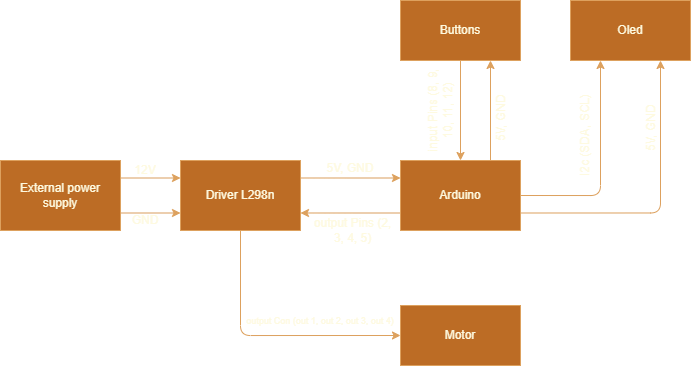 Buttons
Oled
Input Pins (8, 9,
10, 11, 12)
5V, GND
I2c (SDA, SCL)
5V, GND
External power
supply
12V
GND
Driver L298n
5V, GND
output Pins (2,
3, 4, 5)
Arduino
Motor